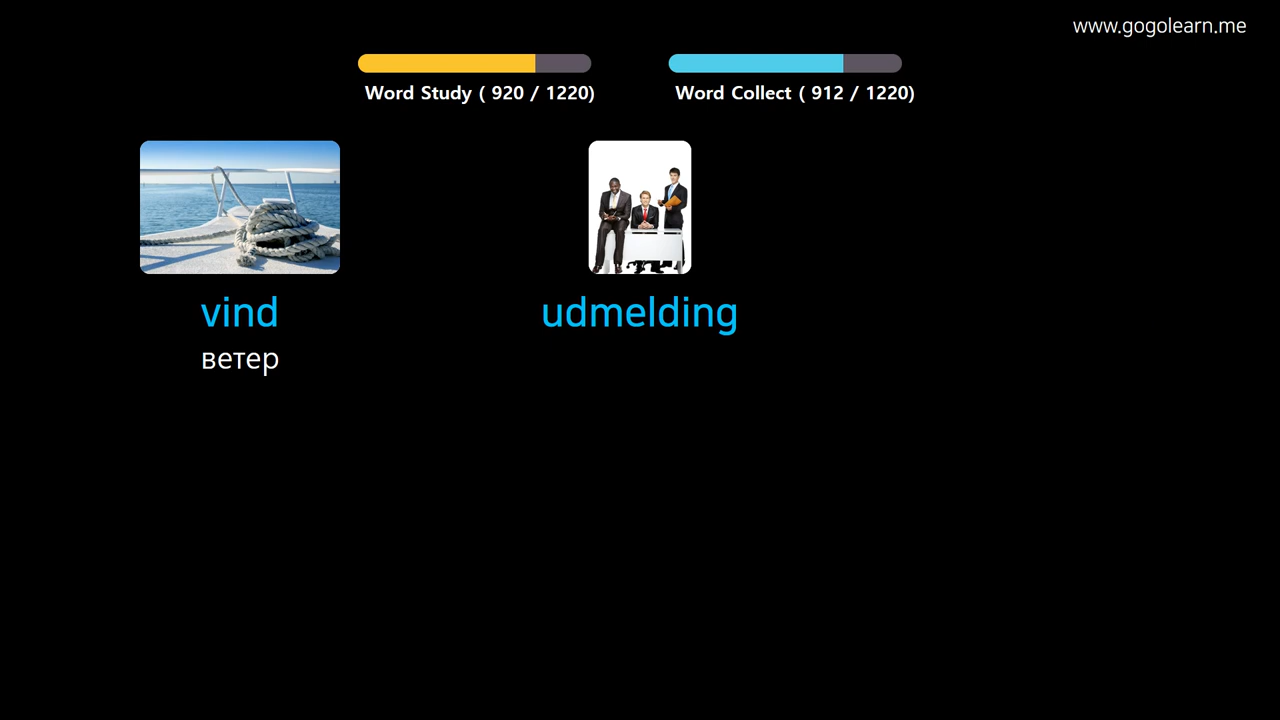 www.gogolearn.me
Word Study ( 920 / 1220)
Word Collect ( 912 / 1220)
vind
udmelding
ветер